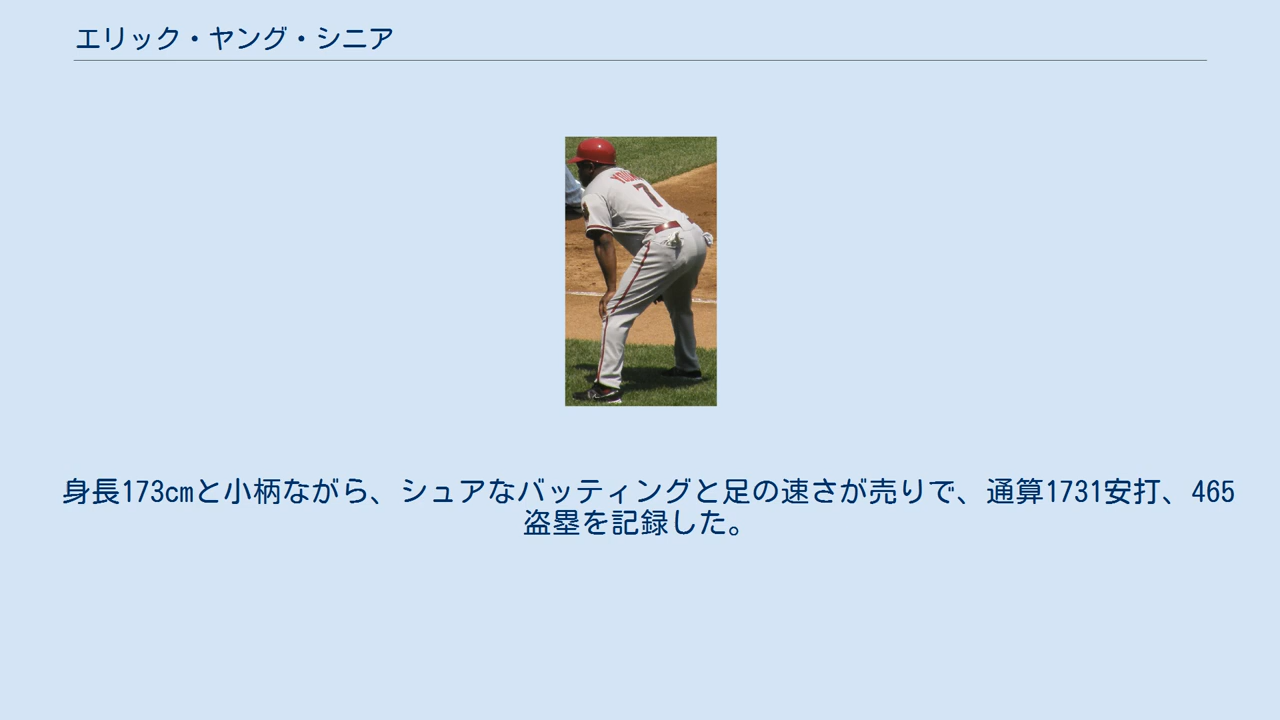 エリック・ヤング・シニア
7
身長173cmと小柄ながら、シュアなバッティングと足の速さが売りで、通算1731安打、465
盗塁を記録した。